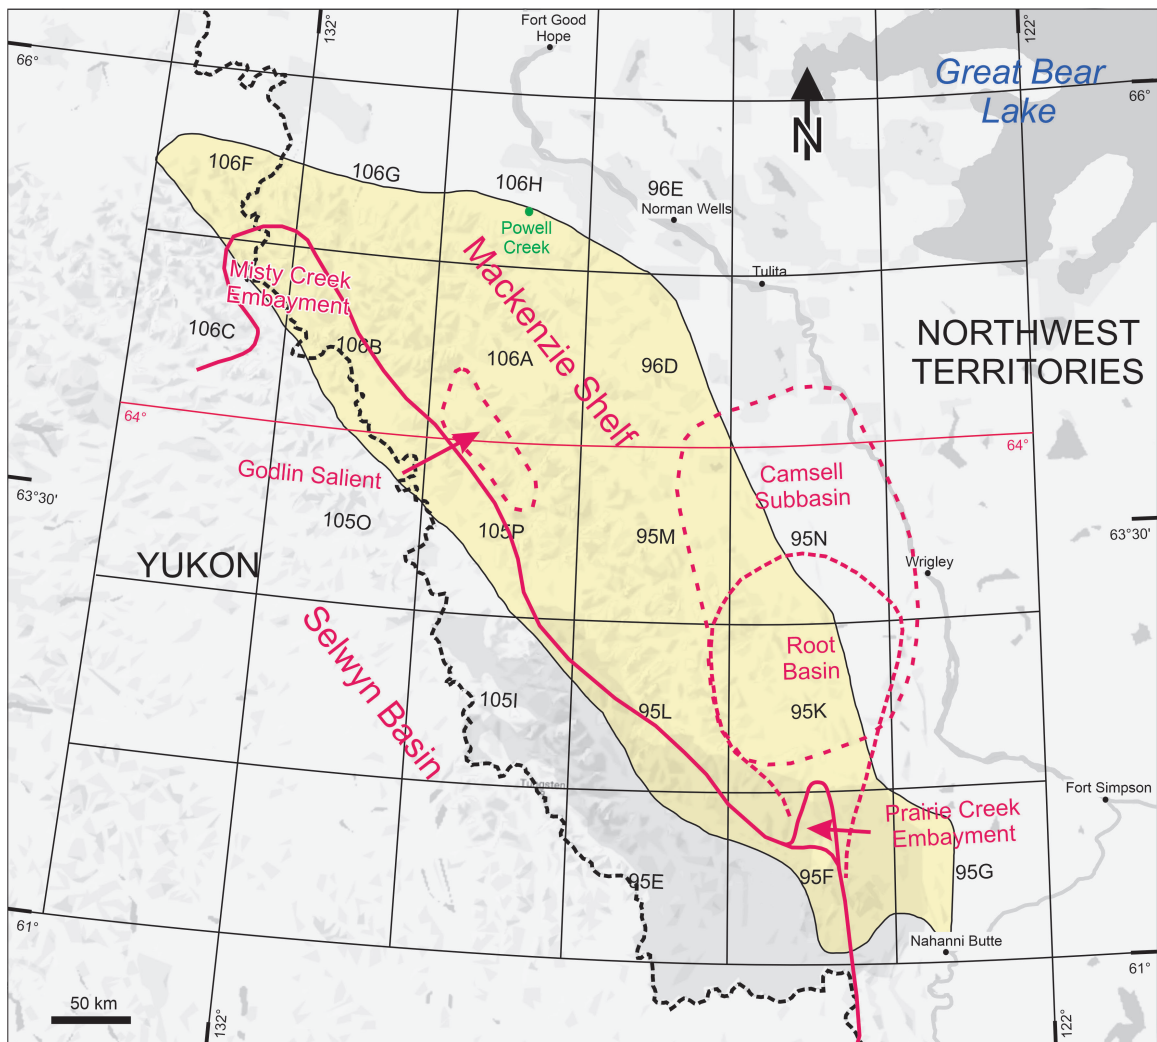 132°
Fort Good
Hope
122°
66°
Great Bear
Lake
66°
N
106F
106G
106H
96E
Norman Wells
Powell
Creek
Tulita
Misty Creek
Embayment
Mackenzie Shelf
106C
106B
106A
96D
NORTHWEST
TERRITORIES
64°
64°
Godlin Salient
Camsell
Subbasin
63°30'
105O
105P
95M
95N
63°30'
YUKON
Wrigley
Selwyn Basin
Root
Basin
105I
95L
95K
Tungsten
Fort Simpson
Prairie Creek
Embayment
95E
95F
95G
61°
Nahanni Butte
61°
50 km
132°
122°